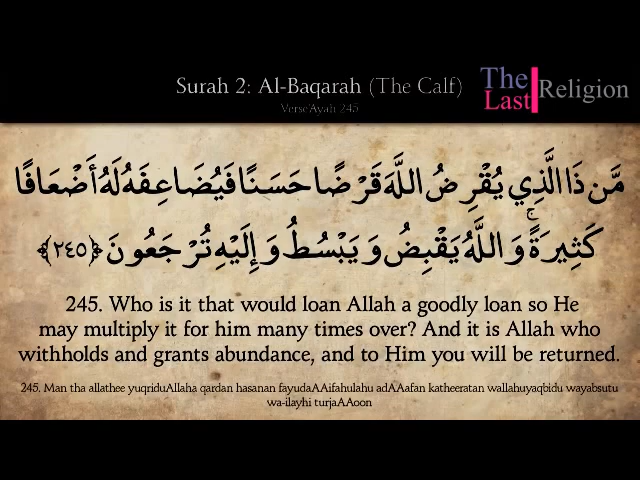 Surah 2: Al-Baqarah (The Calf)
Verse'Ayah 245
The
Last
Religion
مَّن ذَا الَّذِي يُقْرِضُ اللَّهَ قَرْضًا حَسَنًا فَيُضَاعِفَهُ لَهُ أَضْعَافًا
كَثِيرَةً ۚ وَاللَّهُ يَقْبِضُ وَيَبْسُطُ وَإِلَيْهِ تُرْجَعُونَ ﴿٢٤٥﴾
245. Who is it that would loan Allah a goodly loan so He
may multiply it for him many times over? And it is Allah who
withholds and grants abundance, and to Him you will be returned.
245. Man tha allathee yuqriduAllaha qardan hasanan fayudaAAifahulahu adAAafan katheeratan wallahuyaqbidu wayabsutu
wa-ilayhi turjaAAoon